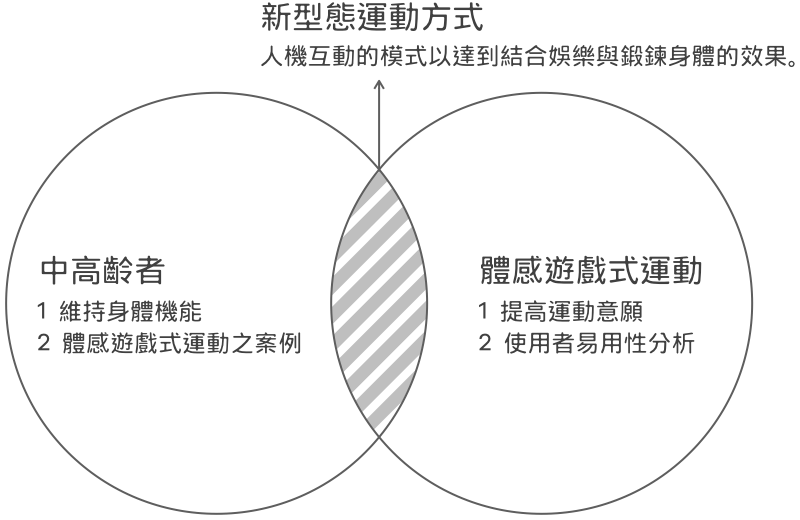 新型態運動方式
人機互動的模式以達到結合娛樂與鍛鍊身體的效果。
中高齡者
1 維持身體機能
2 體感遊戲式運動之案例
體感遊戲式運動
1 提高運動意願
2 使用者易用性分析